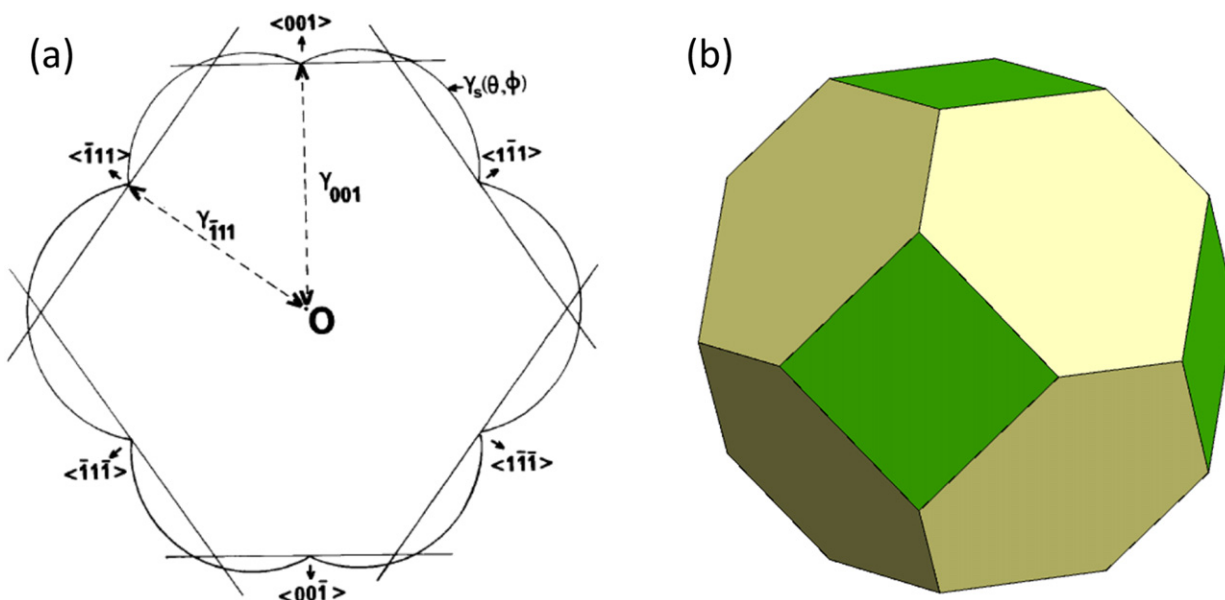 (a)
<001>
(b)
γₛ(θ,ϕ)
<1̄11>
<11̄1>
γ₀₀₁
γ₁̄₁₁
O
<1̄11̄>
<11̄1̄>
<001̄>